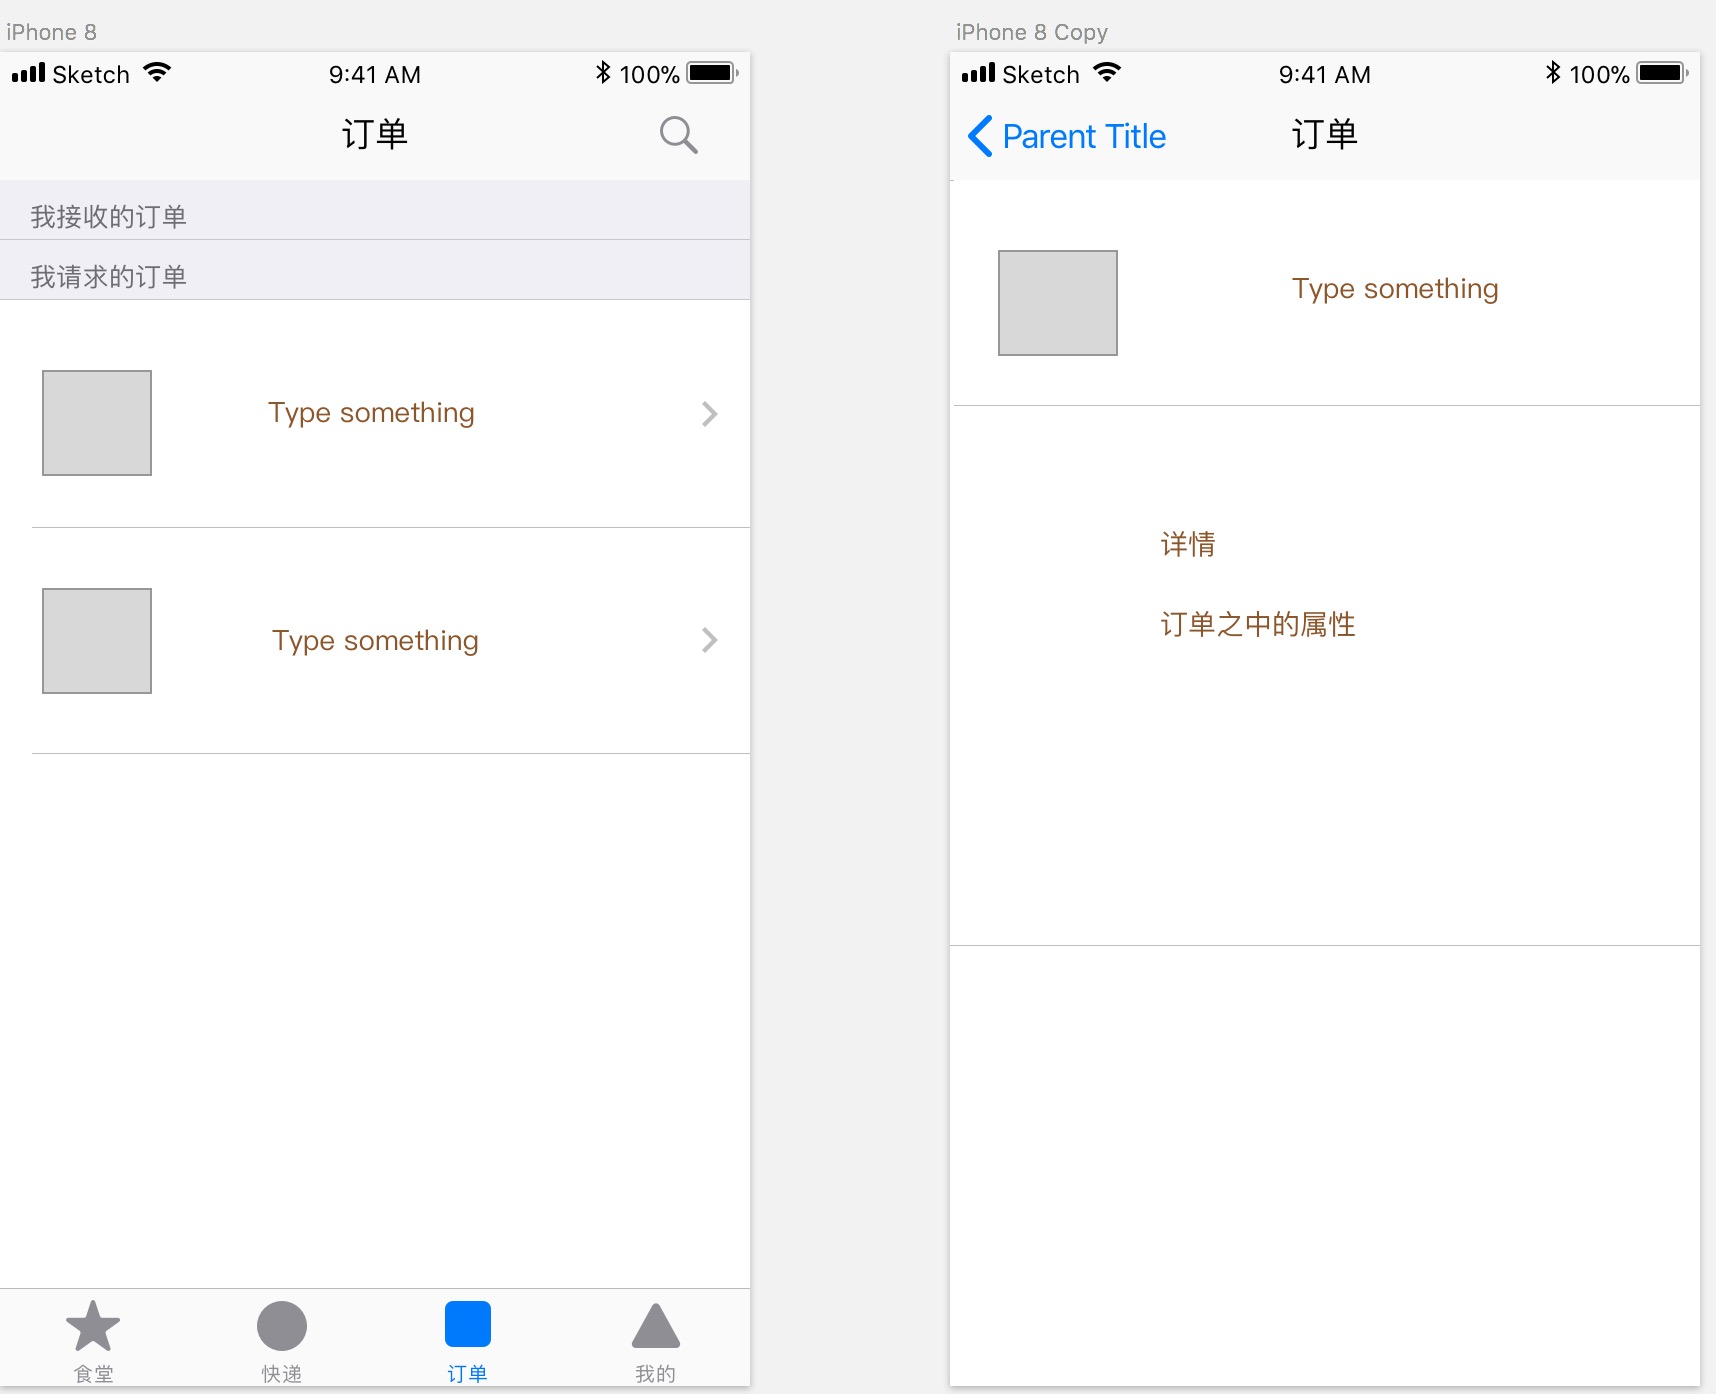 iPhone 8
Sketch 9:41 AM 100%
订单
我接收的订单
我请求的订单
Type something
Type something
食堂 快递 订单 我的
iPhone 8 Copy
Sketch 9:41 AM 100%
Parent Title 订单
Type something
详情
订单之中的属性